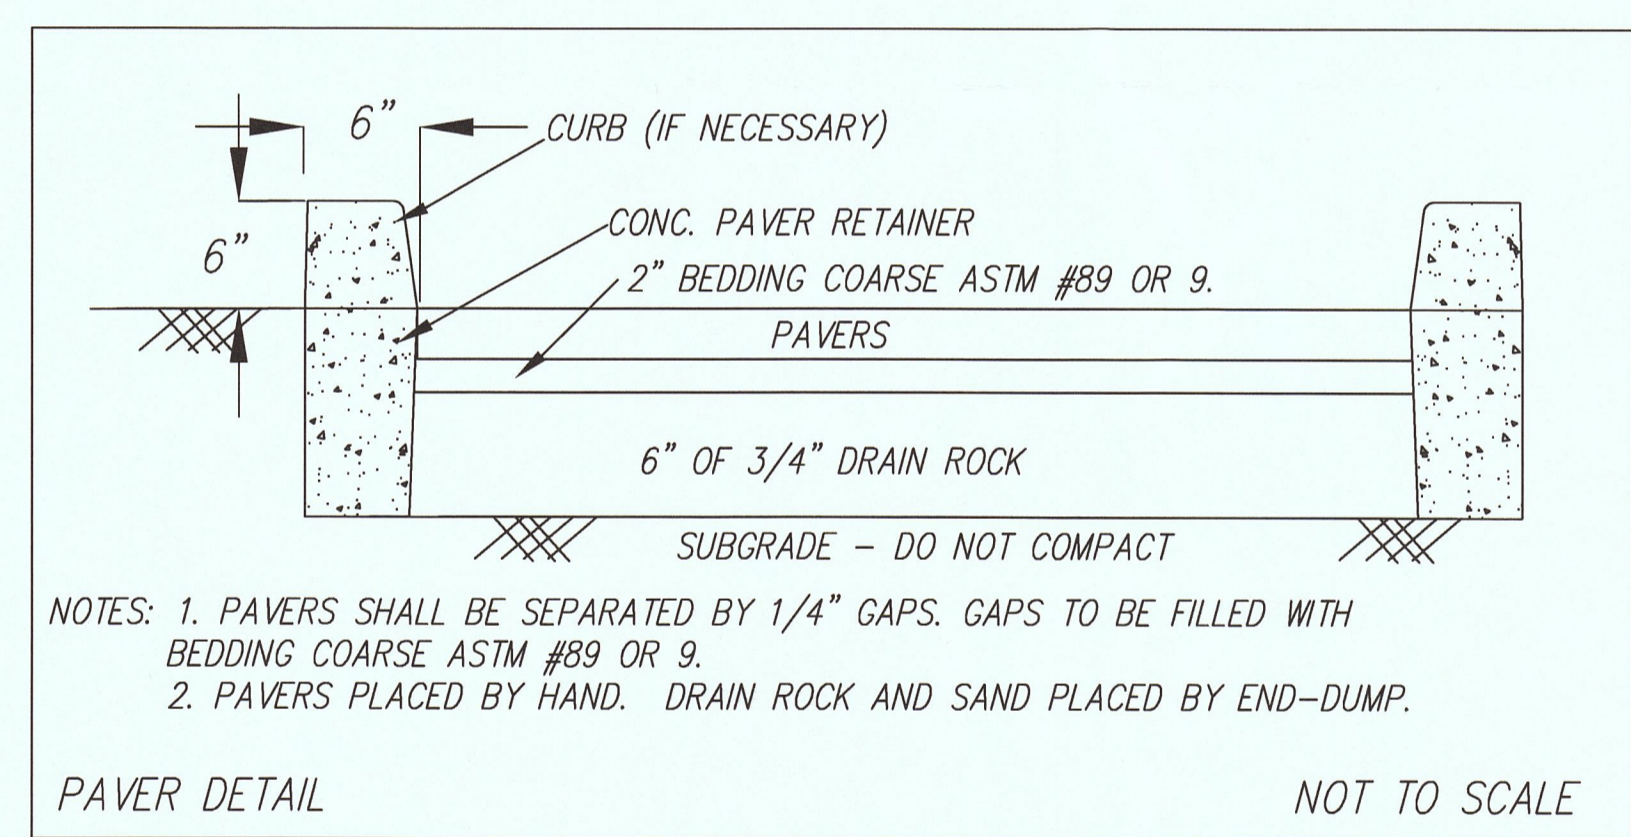 6"
CURB (IF NECESSARY)
CONC. PAVER RETAINER
6"
2" BEDDING COARSE ASTM #89 OR 9.
PAVERS
6" OF 3/4" DRAIN ROCK
SUBGRADE - DO NOT COMPACT
NOTES: 1. PAVERS SHALL BE SEPARATED BY 1/4" GAPS. GAPS TO BE FILLED WITH
BEDDING COARSE ASTM #89 OR 9.
2. PAVERS PLACED BY HAND. DRAIN ROCK AND SAND PLACED BY END-DUMP.
PAVER DETAIL
NOT TO SCALE